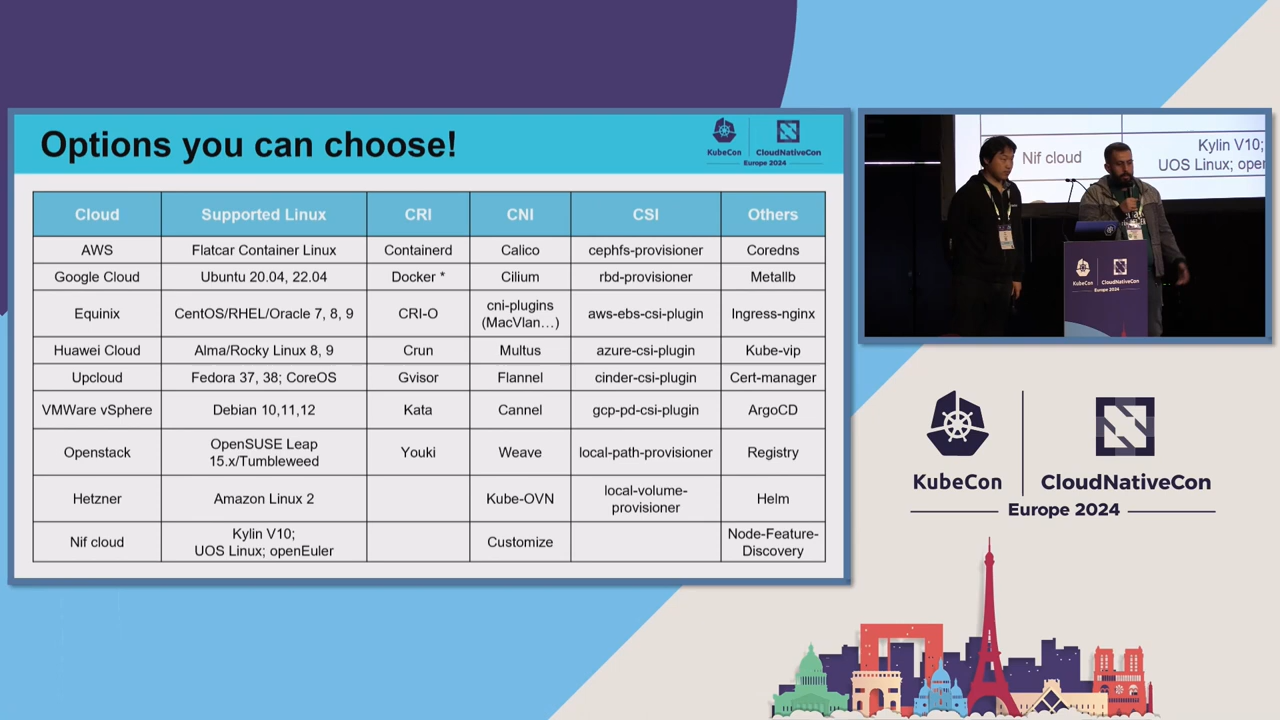 Options you can choose!
KubeCon
CloudNativeCon
Europe 2024
Cloud
Supported Linux
CRI
CNI
CSI
Others
AWS
Flatcar Container Linux
Containerd
Calico
cephfs-provisioner
Coredns
Google Cloud
Ubuntu 20.04, 22.04
Docker *
Cilium
rbd-provisioner
Metallb
Equinix
CentOS/RHEL/Oracle 7, 8, 9
CRI-O
cni-plugins
(MacVlan…)
aws-ebs-csi-plugin
Ingress-nginx
Huawei Cloud
Alma/Rocky Linux 8, 9
Crun
Multus
azure-csi-plugin
Kube-vip
Upcloud
Fedora 37, 38; CoreOS
Gvisor
Flannel
cinder-csi-plugin
Cert-manager
VMWare vSphere
Debian 10,11,12
Kata
Cannel
gcp-pd-csi-plugin
ArgoCD
Openstack
OpenSUSE Leap
15.x/Tumbleweed
Youki
Weave
local-path-provisioner
Registry
Hetzner
Amazon Linux 2
Kube-OVN
local-volume-
provisioner
Helm
Nif cloud
Kylin V10;
UOS Linux; openEuler
Customize
Node-Feature-
Discovery
Nif cloud
Kylin V10;
UOS Linux; open
KubeCon
CloudNativeCon
Europe 2024
KubeCon
CloudNativeCon
Europe 2024